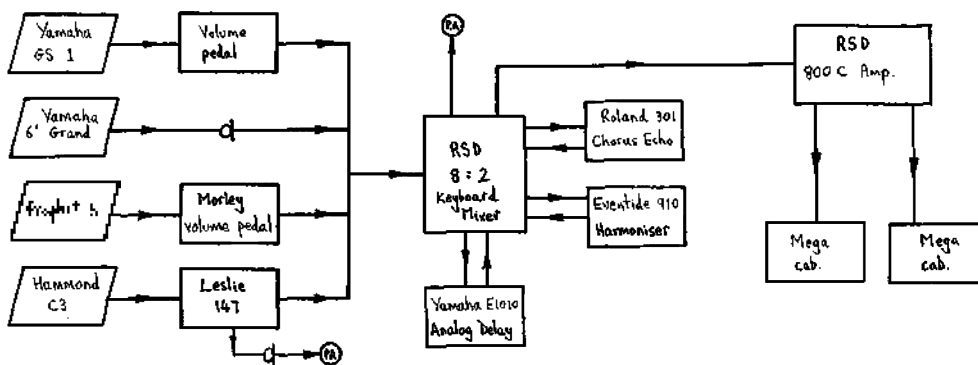 Yamaha
GS 1
Volume
pedal
PA
RSD
800 C Amp.
Yamaha
6' Grand
RSD
8:2
Keyboard
Mixer
Roland 301
Chorus Echo
Prophet 5
Morley
volume pedal
Eventide 910
Harmoniser
Mega
cab.
Mega
cab.
Hammond
C3
Leslie
147
Yamaha E1010
Analog Delay
PA